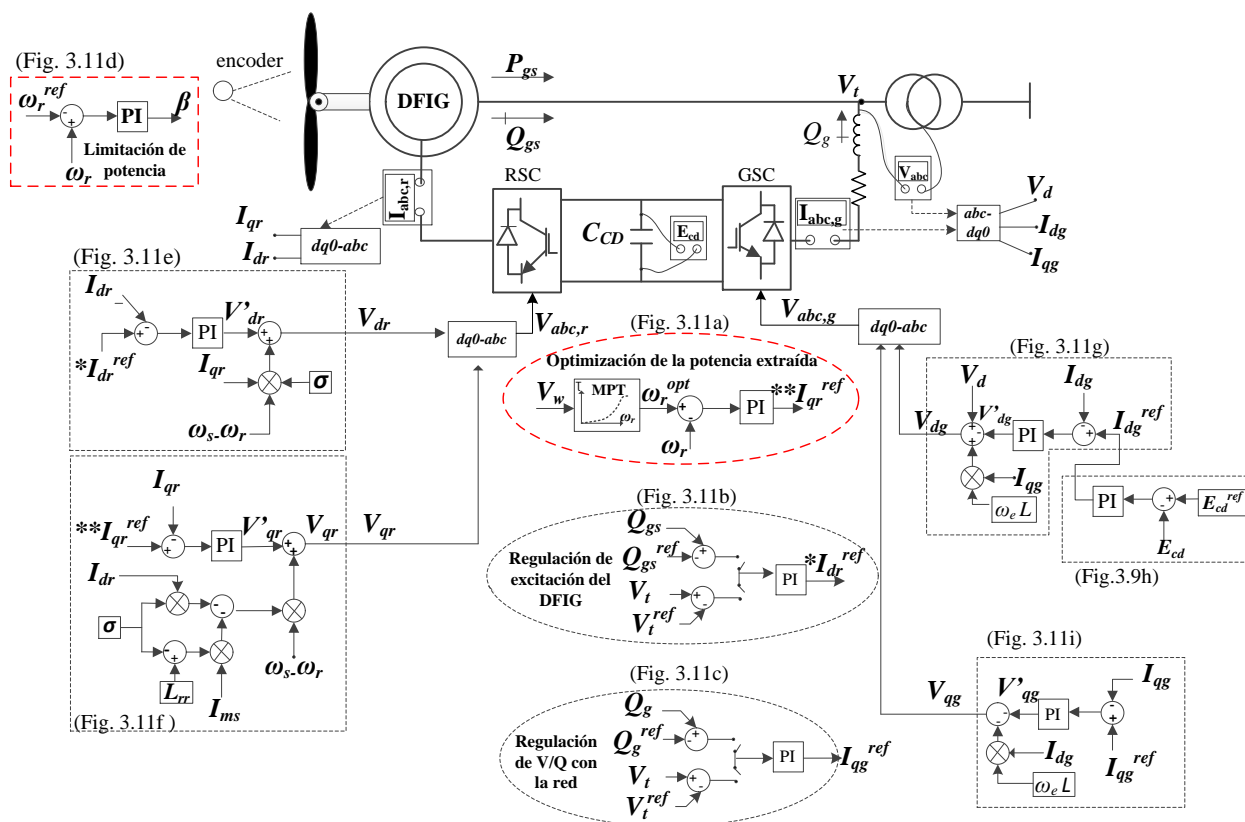 (Fig. 3.11d)
ω_r^ref
- +
PI
β
Limitación de
potencia
ω_r
encoder
DFIG
P_gs
Q_gs
V_t
Q_g
V_abc
abc-
dq0
V_d
I_dg
I_qg
RSC
GSC
I_abc,r
C_CD
E_cd
I_abc,g
I_qr
I_dr
dq0-abc
(Fig. 3.11e)
I_dr
-
*I_dr^ref
+ -
PI
V'_dr
+ +
V_dr
I_qr
σ
ω_s-ω_r
dq0-abc
V_abc,r
V_abc,g
dq0-abc
(Fig. 3.11a)
Optimización de la potencia extraída
V_w
T
MPT
ω_r
ω_r^opt
+ -
ω_r
PI
**I_qr^ref
(Fig. 3.11g)
V_d
I_dg
V_dg
+ - +
V'_dg
PI
- +
I_dg^ref
I_qg
ω_e L
PI
+ -
E_cd^ref
E_cd
(Fig.3.9h)
I_qr
**I_qr^ref
+ -
PI
V'_qr
+ +
V_qr
V_qr
I_dr
- -
σ
- +
L_rr
I_ms
ω_s-ω_r
(Fig. 3.11f )
(Fig. 3.11b)
Regulación de
excitación del
DFIG
Q_gs
Q_gs^ref
- +
V_t
V_t^ref
+ -
PI
*I_dr^ref
(Fig. 3.11c)
Regulación
de V/Q con
la red
Q_g
Q_g^ref
- +
V_t
V_t^ref
+ -
PI
I_qg^ref
(Fig. 3.11i)
V_qg
- -
V'_qg
PI
- +
I_qg
I_dg
I_qg^ref
ω_e L